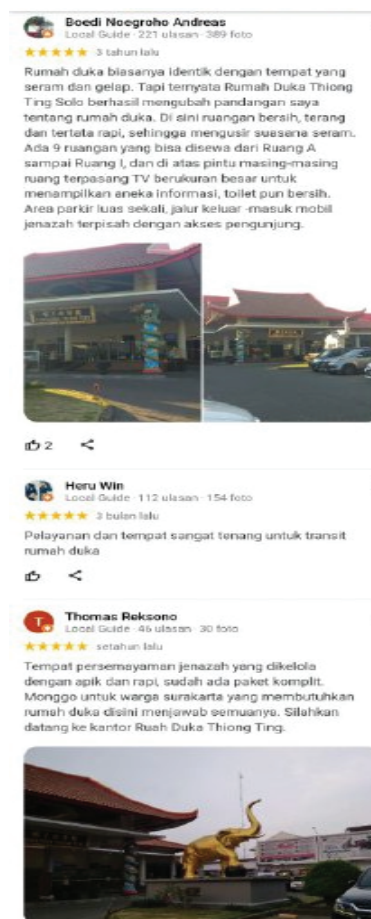 Boedi Noegroho Andreas
Local Guide · 221 ulasan · 389 foto
3 tahun lalu
Rumah duka biasanya identik dengan tempat yang
seram dan gelap. Tapi ternyata Rumah Duka Thiong
Ting Solo berhasil mengubah pandangan saya
tentang rumah duka. Di sini ruangan bersih, terang
dan tertata rapi, sehingga mengusir suasana seram.
Ada 9 ruangan yang bisa disewa dari Ruang A
sampai Ruang I, dan di atas pintu masing-masing
ruang terpasang TV berukuran besar untuk
menampilkan aneka informasi, toilet pun bersih.
Area parkir luas sekali, jalur keluar -masuk mobil
jenazah terpisah dengan akses pengunjung.
2
Heru Win
Local Guide · 112 ulasan · 154 foto
3 bulan lalu
Pelayanan dan tempat sangat tenang untuk transit
rumah duka
T
Thomas Reksono
Local Guide · 46 ulasan · 30 foto
setahun lalu
Tempat persemayaman jenazah yang dikelola
dengan apik dan rapi, sudah ada paket komplit.
Monggo untuk warga surakarta yang membutuhkan
rumah duka disini menjawab semuanya. Silahkan
datang ke kantor Ruah Duka Thiong Ting.